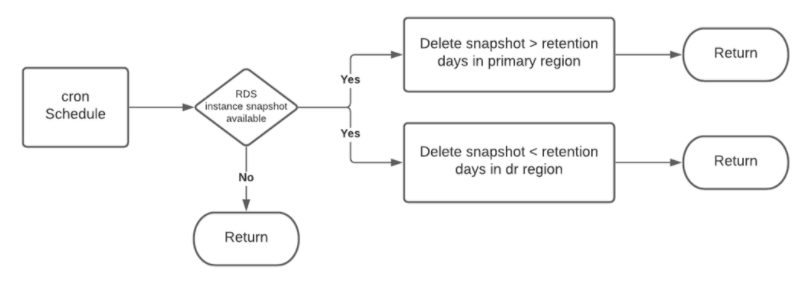 cron
Schedule
RDS
instance snapshot
available
Yes
Delete snapshot > retention
days in primary region
Return
Yes
Delete snapshot < retention
days in dr region
Return
No
Return